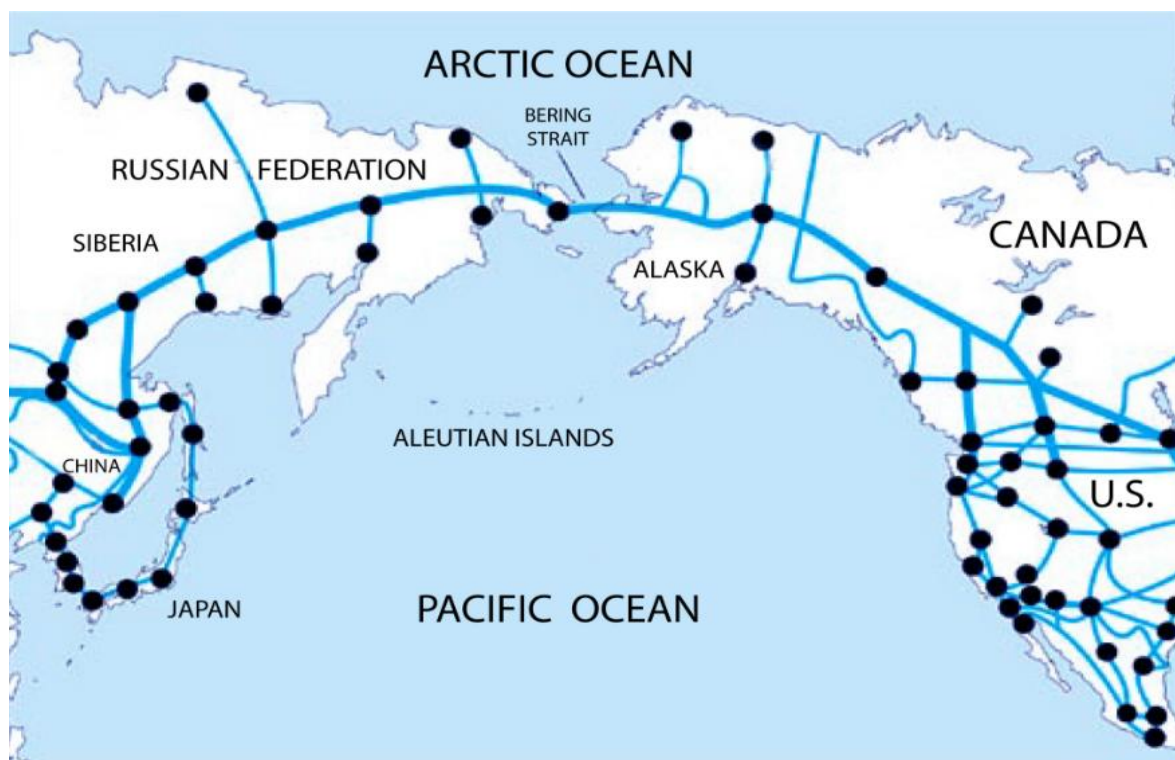 ARCTIC OCEAN
BERING
STRAIT
RUSSIAN FEDERATION
SIBERIA
ALASKA
CANADA
ALEUTIAN ISLANDS
CHINA
U.S.
JAPAN
PACIFIC OCEAN